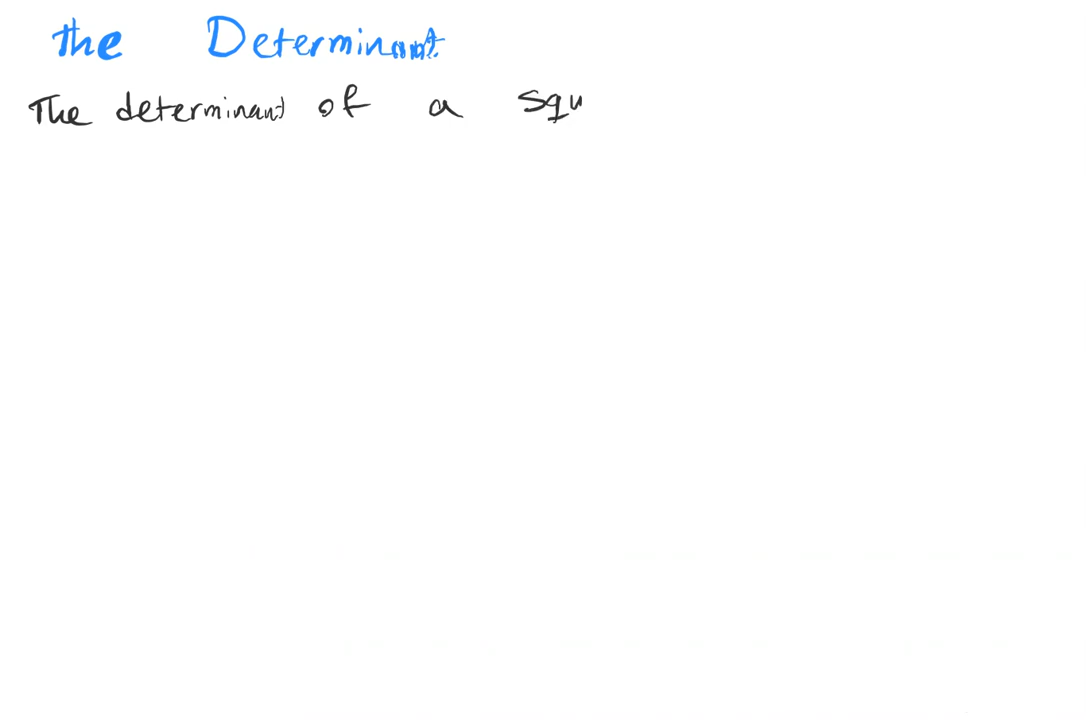 the Determinant
The determinant of a squ